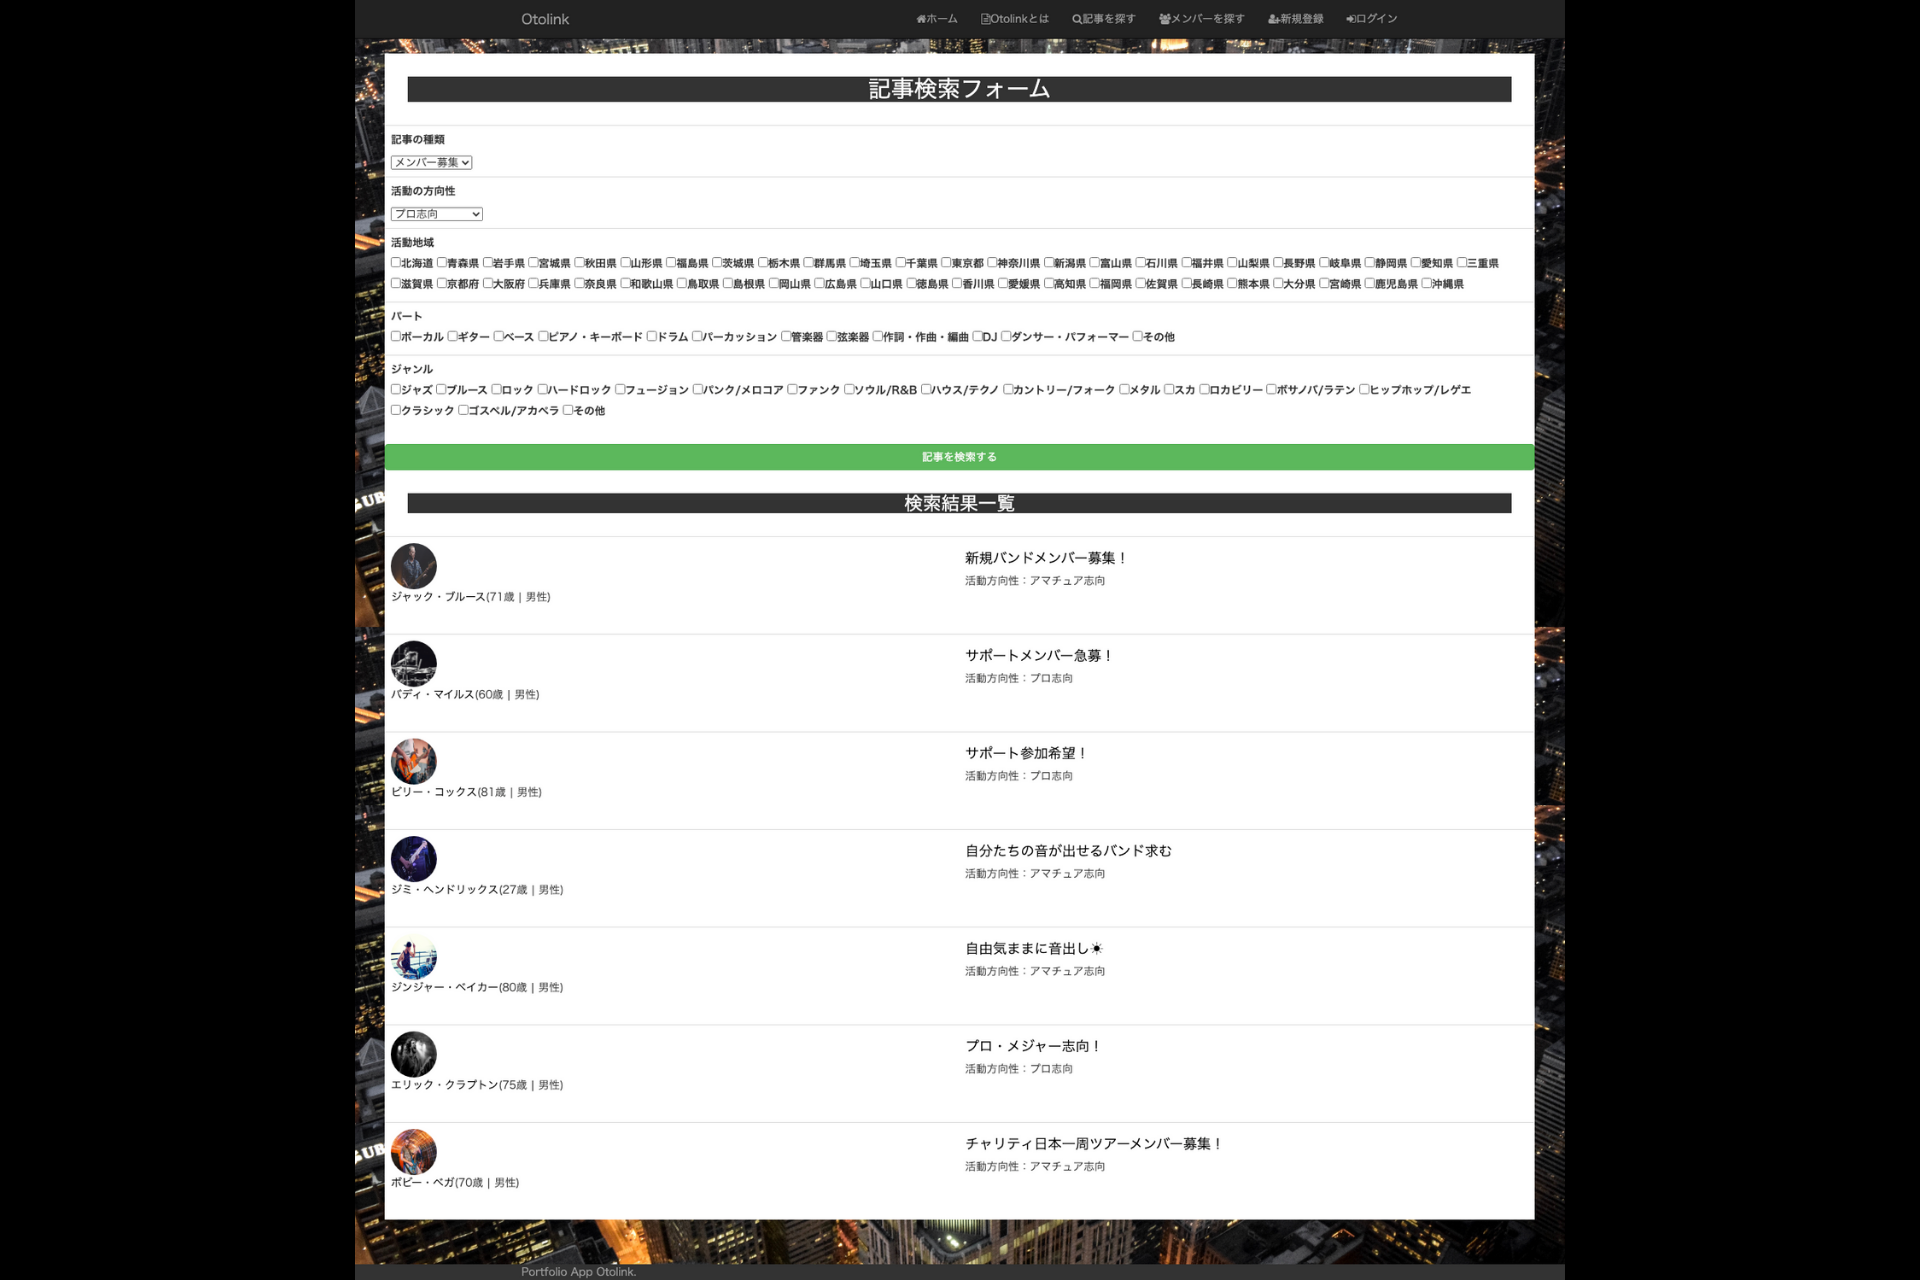 Otolink ホーム Otolinkとは 記事を探す メンバーを探す 新規登録 ログイン
記事検索フォーム
記事の種類
メンバー募集
活動の方向性
プロ志向
活動地域
北海道 青森県 岩手県 宮城県 秋田県 山形県 福島県 茨城県 栃木県 群馬県 埼玉県 千葉県 東京都 神奈川県 新潟県 富山県 石川県 福井県 山梨県 長野県 岐阜県 静岡県 愛知県 三重県
滋賀県 京都府 大阪府 兵庫県 奈良県 和歌山県 鳥取県 島根県 岡山県 広島県 山口県 徳島県 香川県 愛媛県 高知県 福岡県 佐賀県 長崎県 熊本県 大分県 宮崎県 鹿児島県 沖縄県
パート
ボーカル ギター ベース ピアノ・キーボード ドラム パーカッション 管楽器 弦楽器 作詞・作曲・編曲 DJ ダンサー・パフォーマー その他
ジャンル
ジャズ ブルース ロック ハードロック フュージョン パンク/メロコア ファンク ソウル/R&B ハウス/テクノ カントリー/フォーク メタル スカ ロカビリー ボサノバ/ラテン ヒップホップ/レゲエ
クラシック ゴスペル/アカペラ その他
記事を検索する
検索結果一覧
新規バンドメンバー募集！
活動方向性：アマチュア志向
ジャック・ブルース(71歳 | 男性)
サポートメンバー急募！
活動方向性：プロ志向
バディ・マイルス(60歳 | 男性)
サポート参加希望！
活動方向性：プロ志向
ビリー・コックス(81歳 | 男性)
自分たちの音が出せるバンド求む
活動方向性：アマチュア志向
ジミ・ヘンドリックス(27歳 | 男性)
自由気ままに音出し☀
活動方向性：アマチュア志向
ジンジャー・ベイカー(80歳 | 男性)
プロ・メジャー志向！
活動方向性：プロ志向
エリック・クラプトン(75歳 | 男性)
チャリティ日本一周ツアーメンバー募集！
活動方向性：アマチュア志向
ボビー・ベガ(70歳 | 男性)
Portfolio App Otolink.